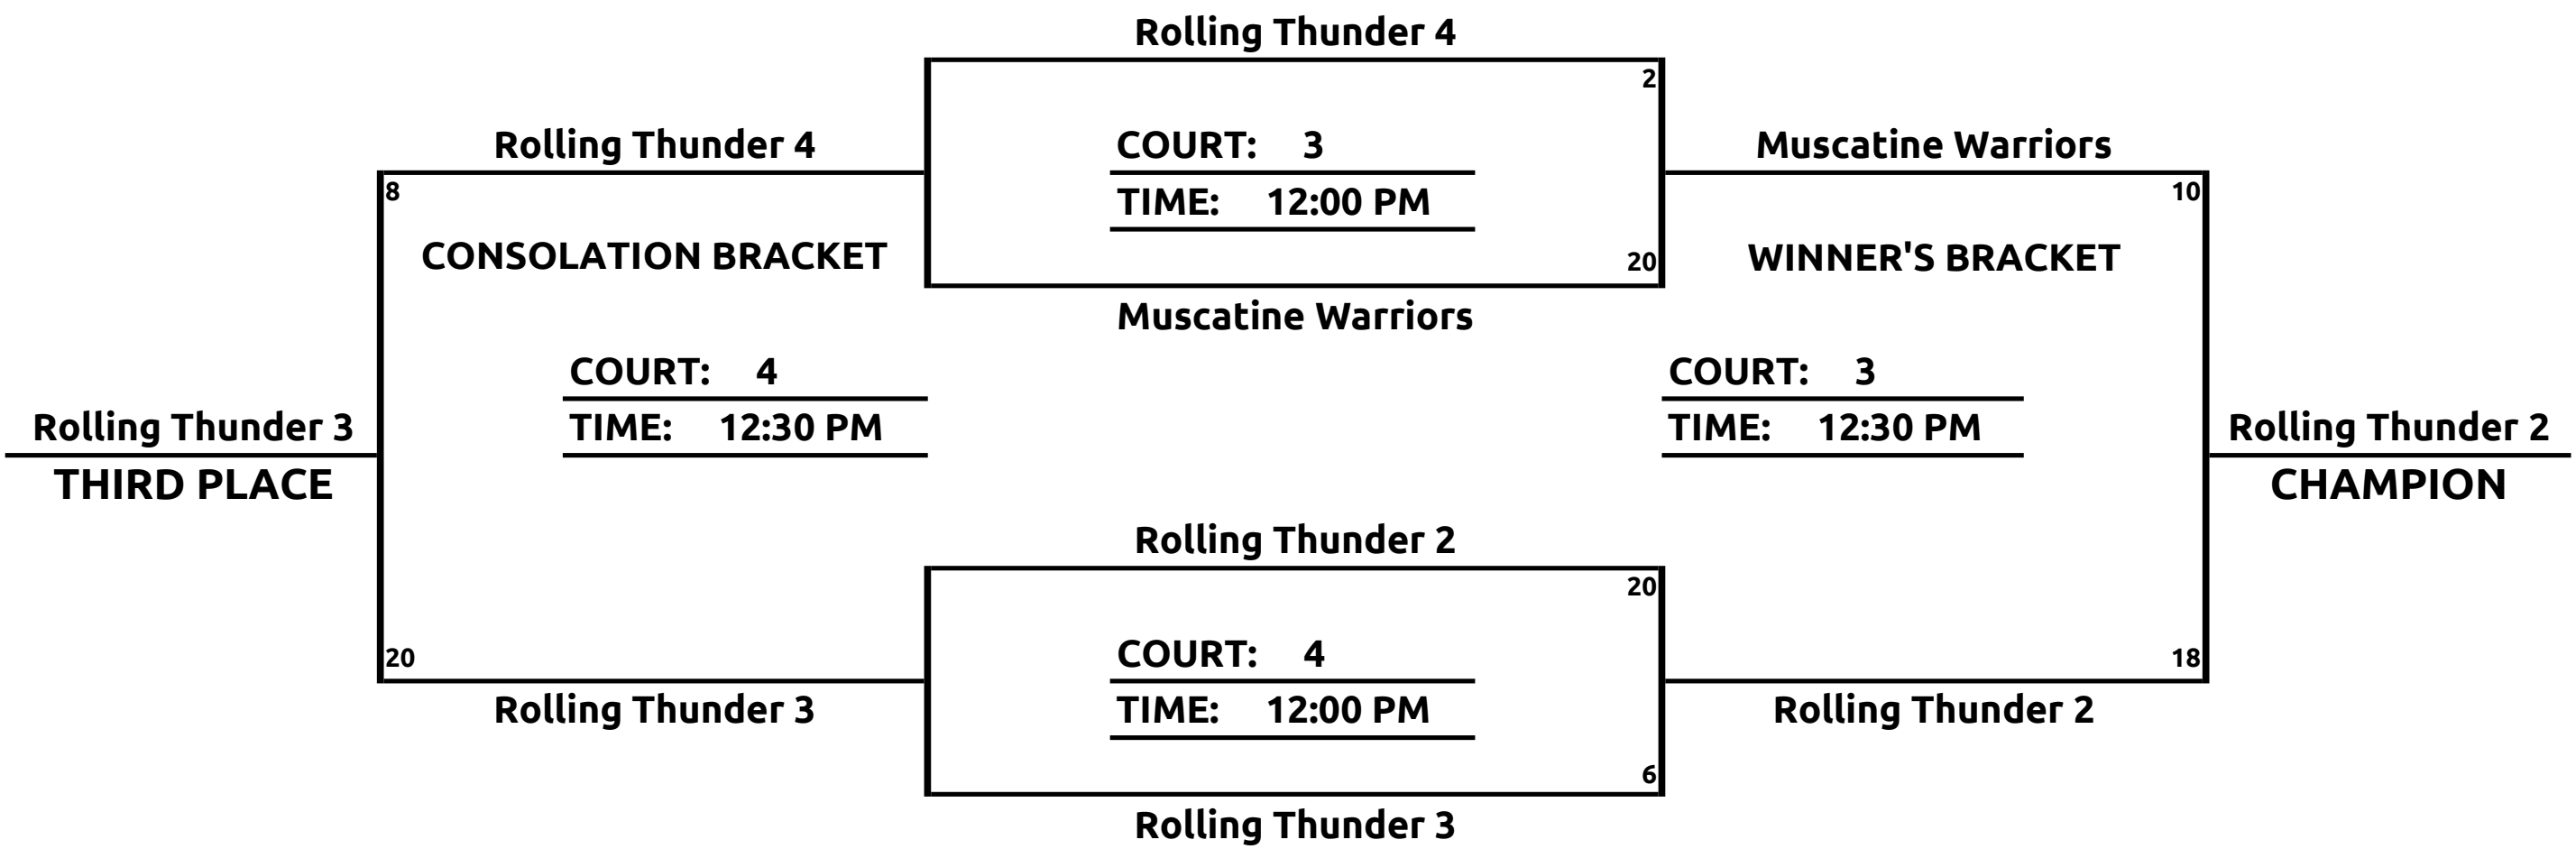 Rolling Thunder 4
2
Rolling Thunder 4
COURT: 3
Muscatine Warriors
8
TIME: 12:00 PM
10
CONSOLATION BRACKET
20
WINNER'S BRACKET
Muscatine Warriors
COURT: 4
COURT: 3
Rolling Thunder 3
TIME: 12:30 PM
TIME: 12:30 PM
Rolling Thunder 2
THIRD PLACE
CHAMPION
Rolling Thunder 2
20
20
COURT: 4
18
Rolling Thunder 3
TIME: 12:00 PM
Rolling Thunder 2
6
Rolling Thunder 3